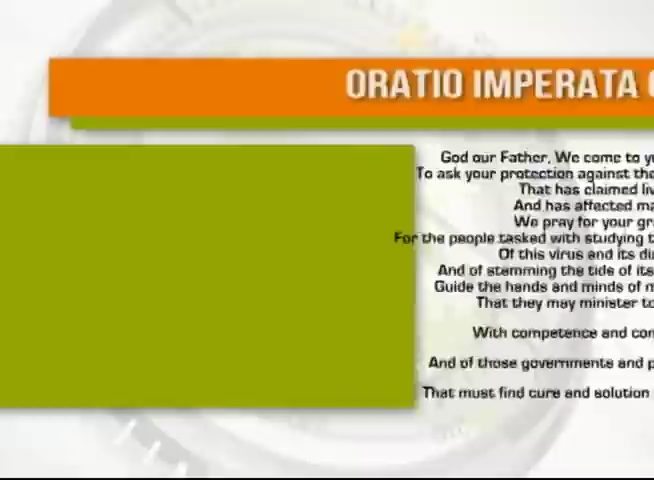 ORATIO IMPERATA
God our Father, We come to
To ask your protection against
That has claimed
And has affected
We pray for your
For the people tasked with studying
Of this virus and its
And of stemming the tide of its
Guide the hands and minds of
That they may minister to
With competence and
And of those governments and
That must find cure and solution